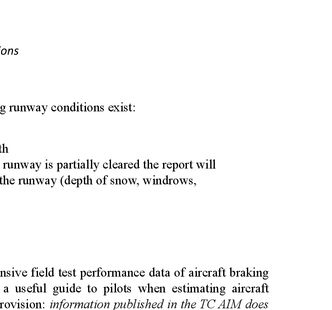 ions
g runway conditions exist:
th
runway is partially cleared the report will
the runway (depth of snow, windrows,
nsive field test performance data of aircraft braking
a useful guide to pilots when estimating aircraft
rovision: information published in the TC AIM does